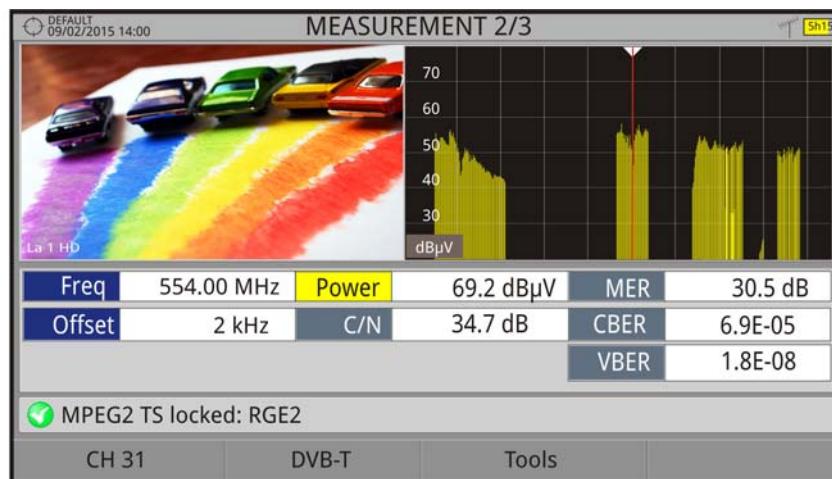 DEFAULT
09/02/2015 14:00
MEASUREMENT 2/3
5h15
La 1 HD
70
60
50
40
30
dBμV
Freq 554.00 MHz Power 69.2 dBμV MER 30.5 dB
Offset 2 kHz C/N 34.7 dB CBER 6.9E-05
VBER 1.8E-08
MPEG2 TS locked: RGE2
CH 31 DVB-T Tools